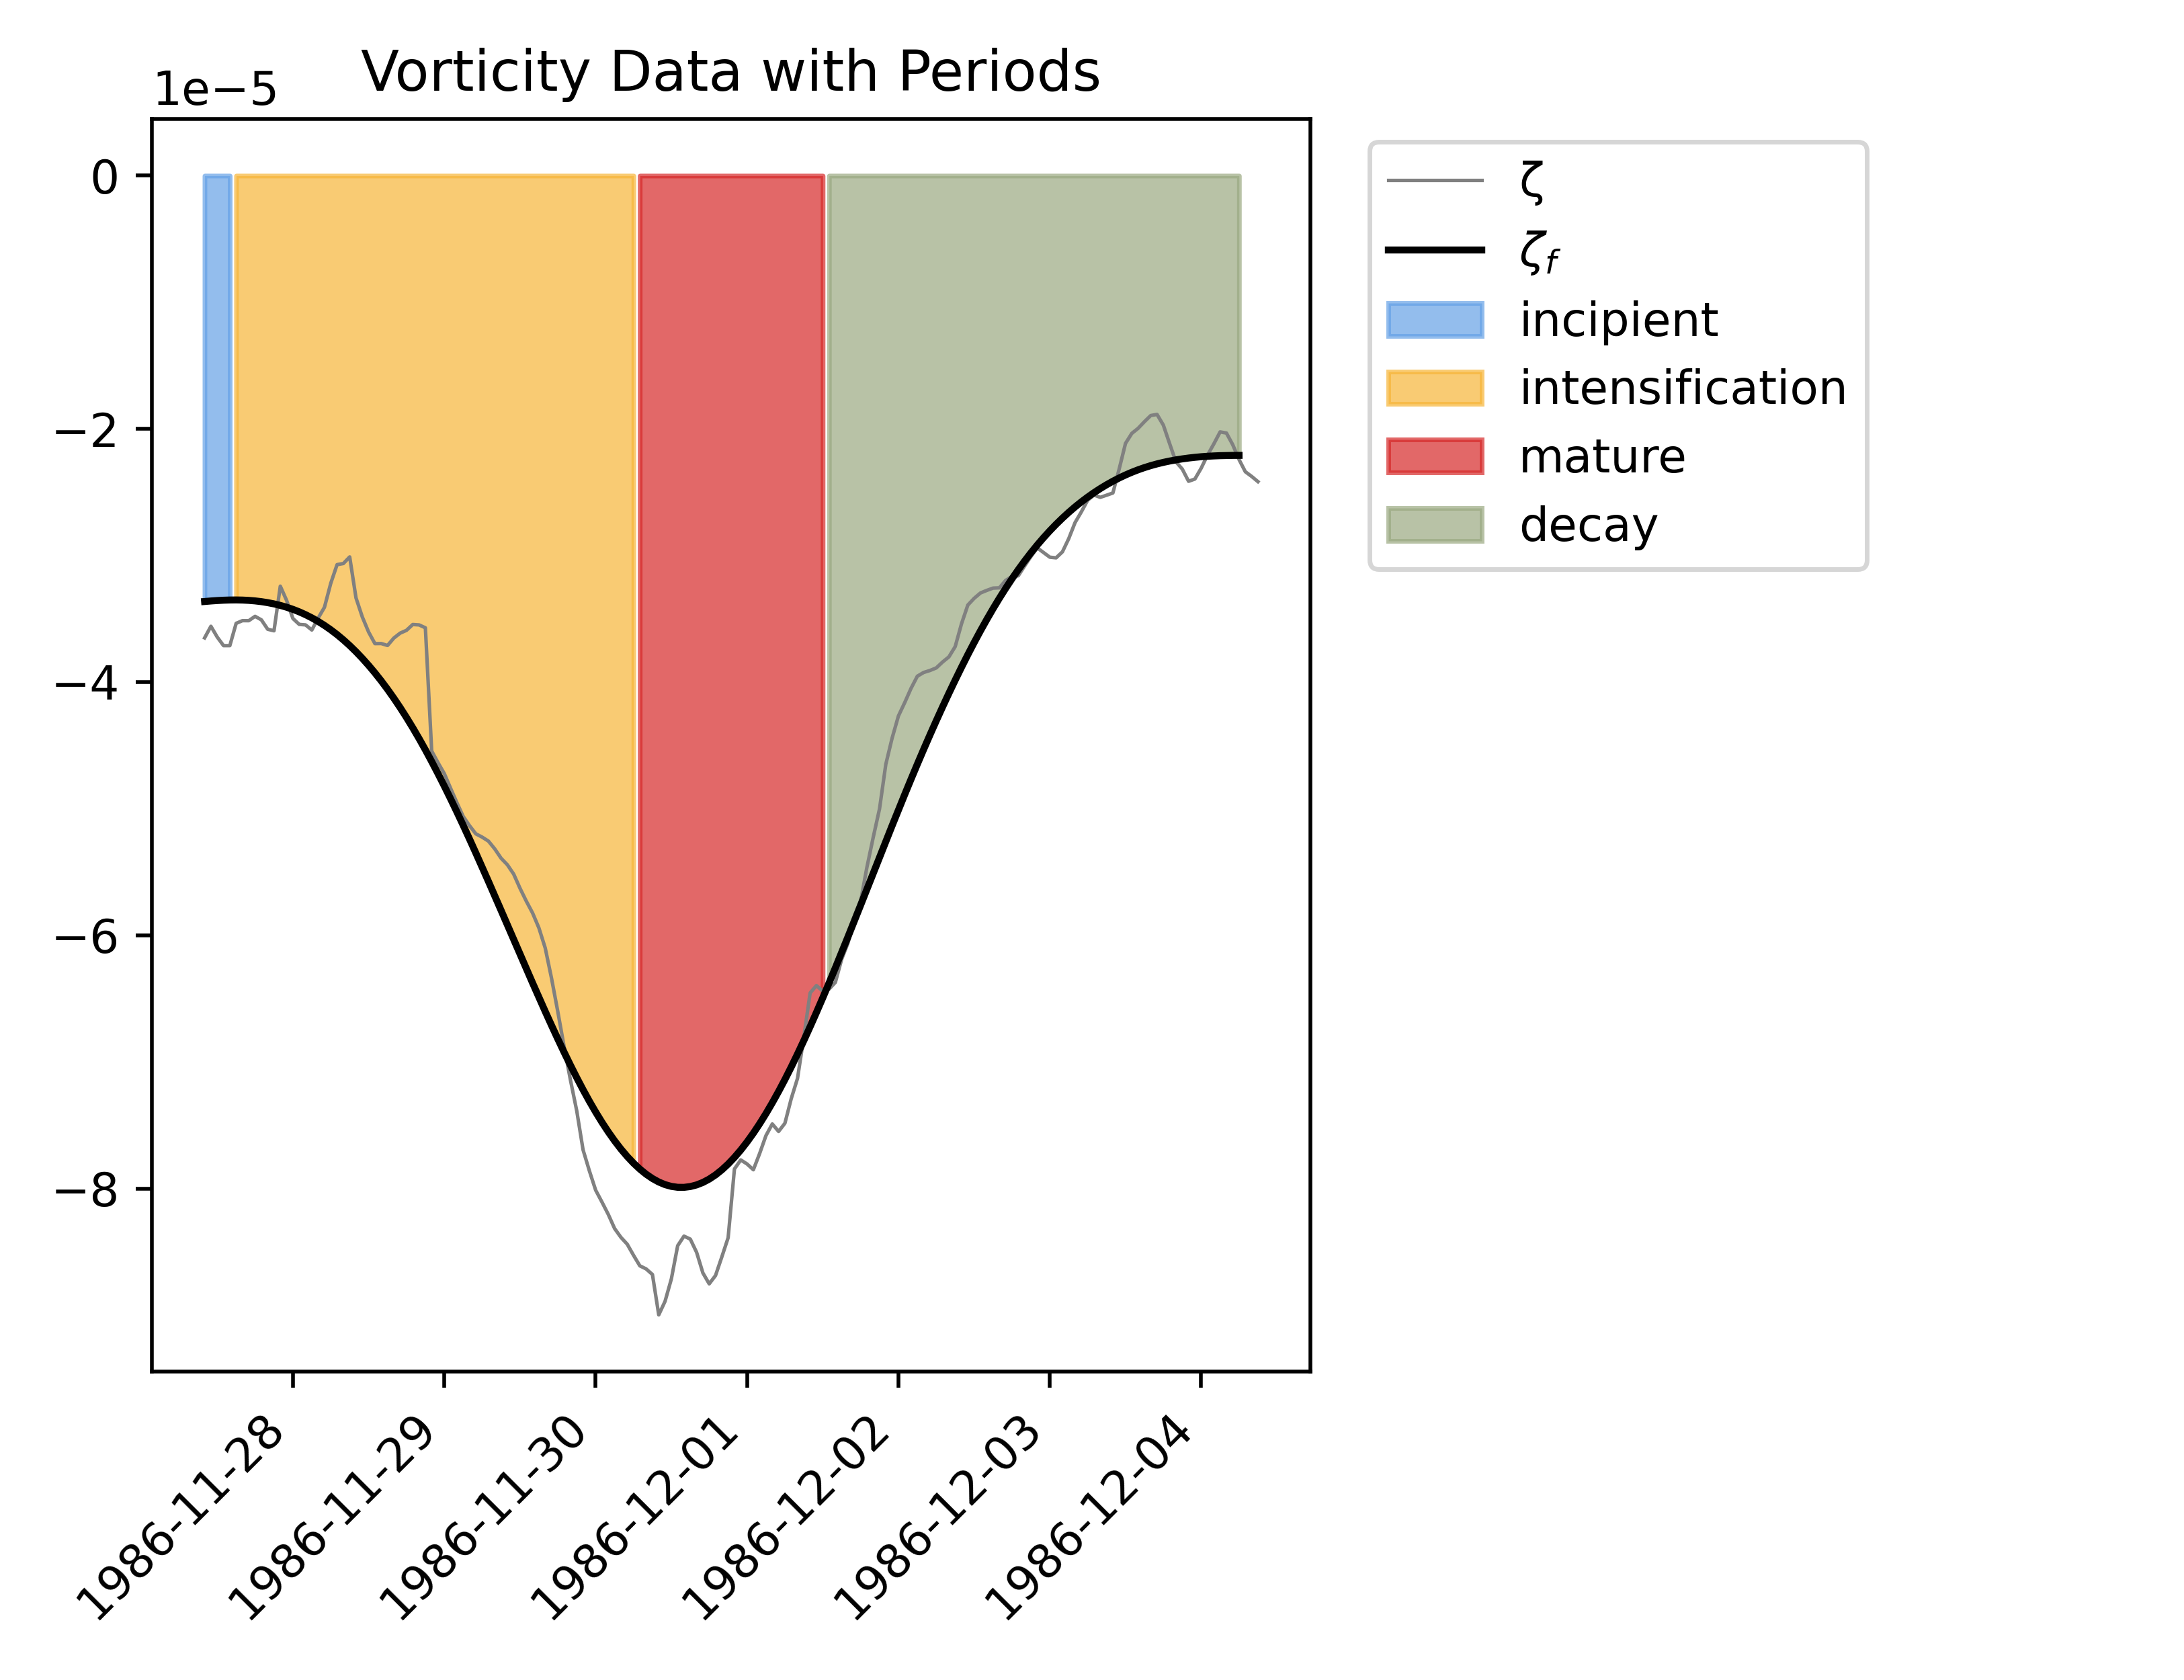 Vorticity Data with Periods
1e−5
0
−2
−4
−6
−8
1986-11-28
1986-11-29
1986-11-30
1986-12-01
1986-12-02
1986-12-03
1986-12-04
ζ
ζf
incipient
intensification
mature
decay